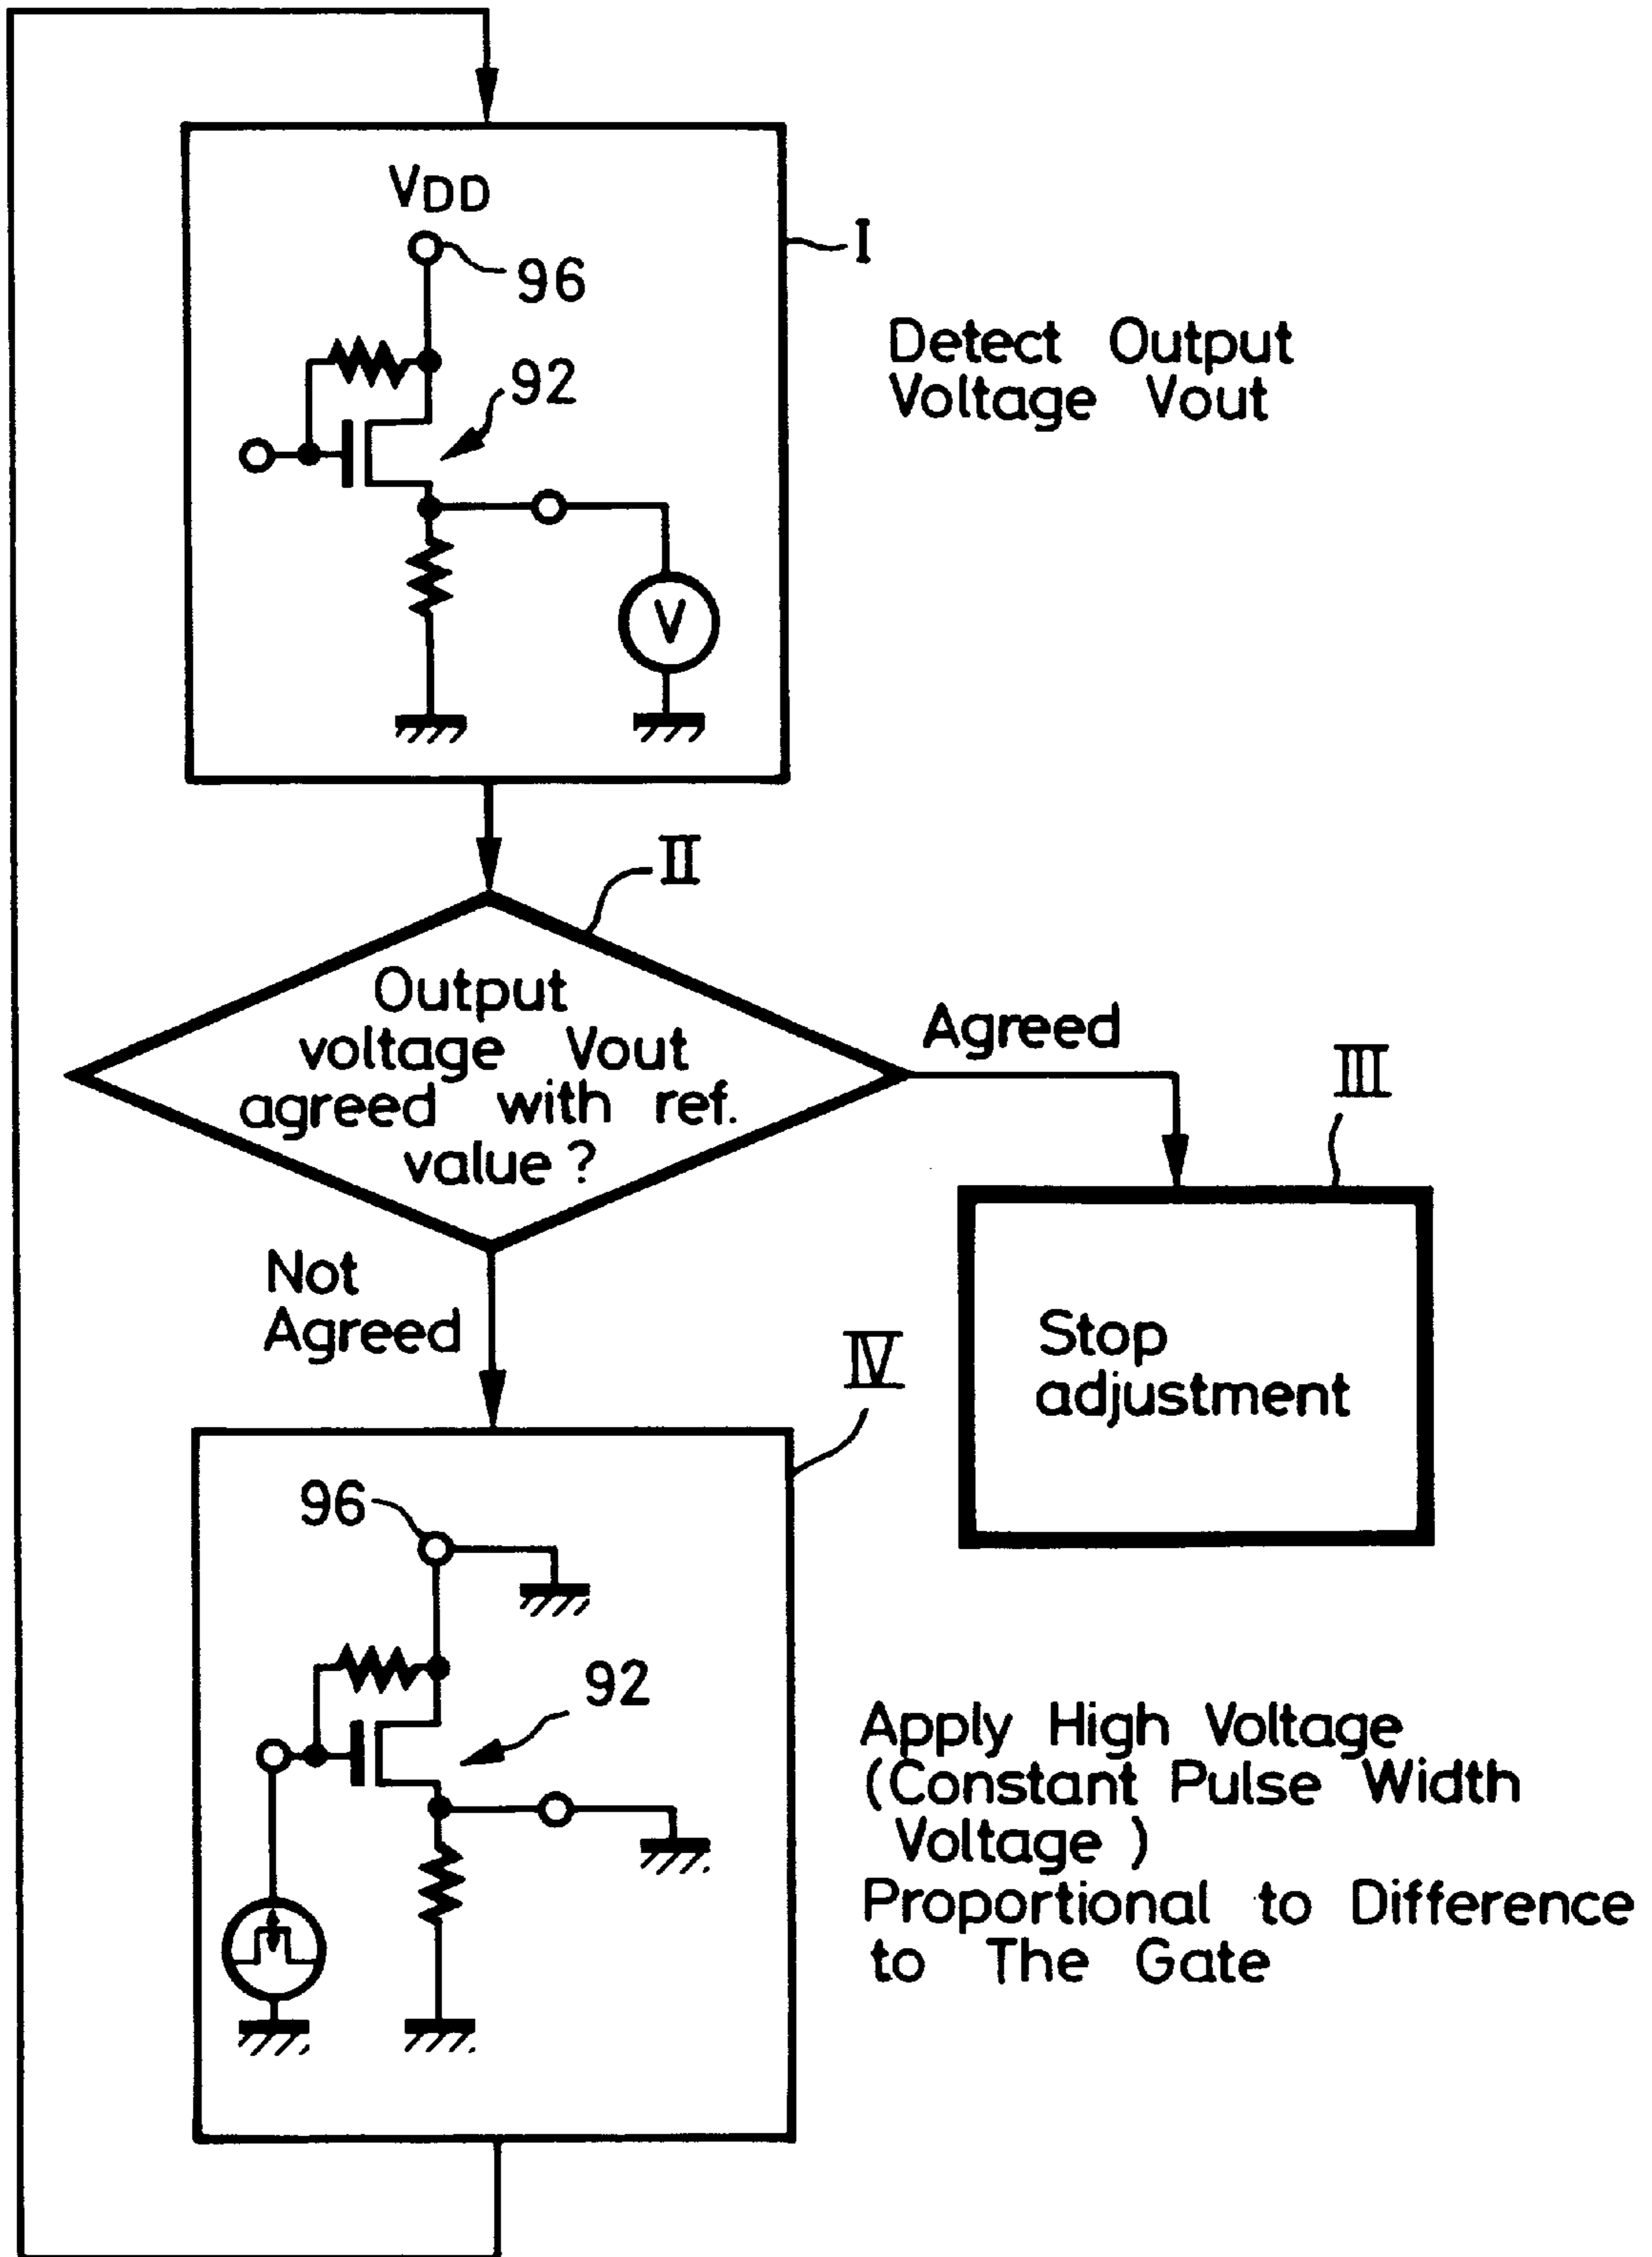 VDD
96
I
92
Detect Output
Voltage Vout
V
II
Output
voltage Vout
agreed with ref.
value ?
Agreed
III
Not
Agreed
Stop
adjustment
IV
96
92
Apply High Voltage
(Constant Pulse Width
Voltage )
Proportional to Difference
to The Gate